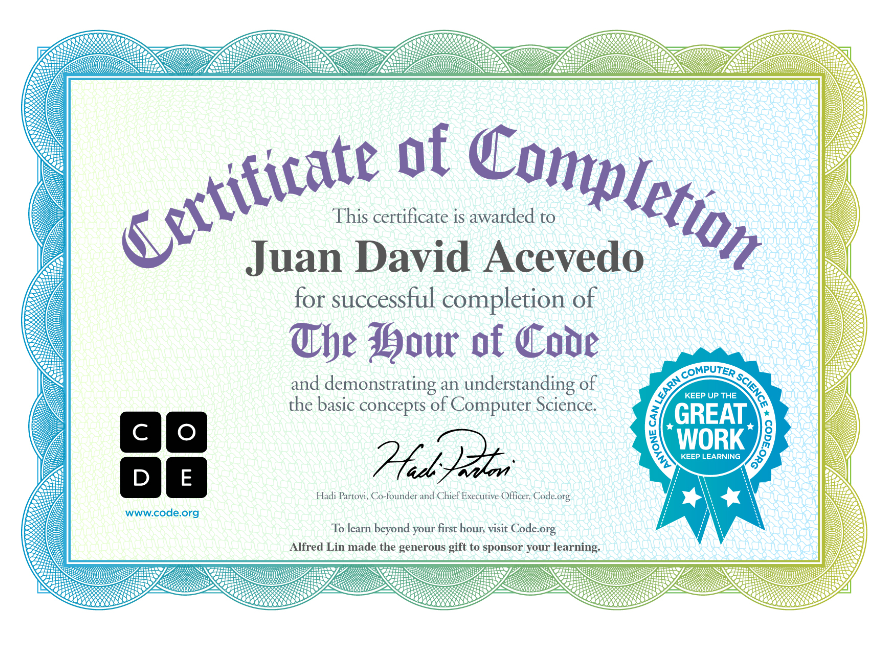 Certificate of Completion
This certificate is awarded to
Juan David Acevedo
for successful completion of
The Hour of Code
and demonstrating an understanding of
the basic concepts of Computer Science.
Hadi Partovi
Hadi Partovi, Co-founder and Chief Executive Officer, Code.org
To learn beyond your first hour, visit Code.org
Alfred Lin made the generous gift to sponsor your learning.
C O
D E
www.code.org
ANYONE CAN LEARN COMPUTER SCIENCE ★ CODE.ORG
KEEP UP THE
GREAT
WORK
KEEP LEARNING